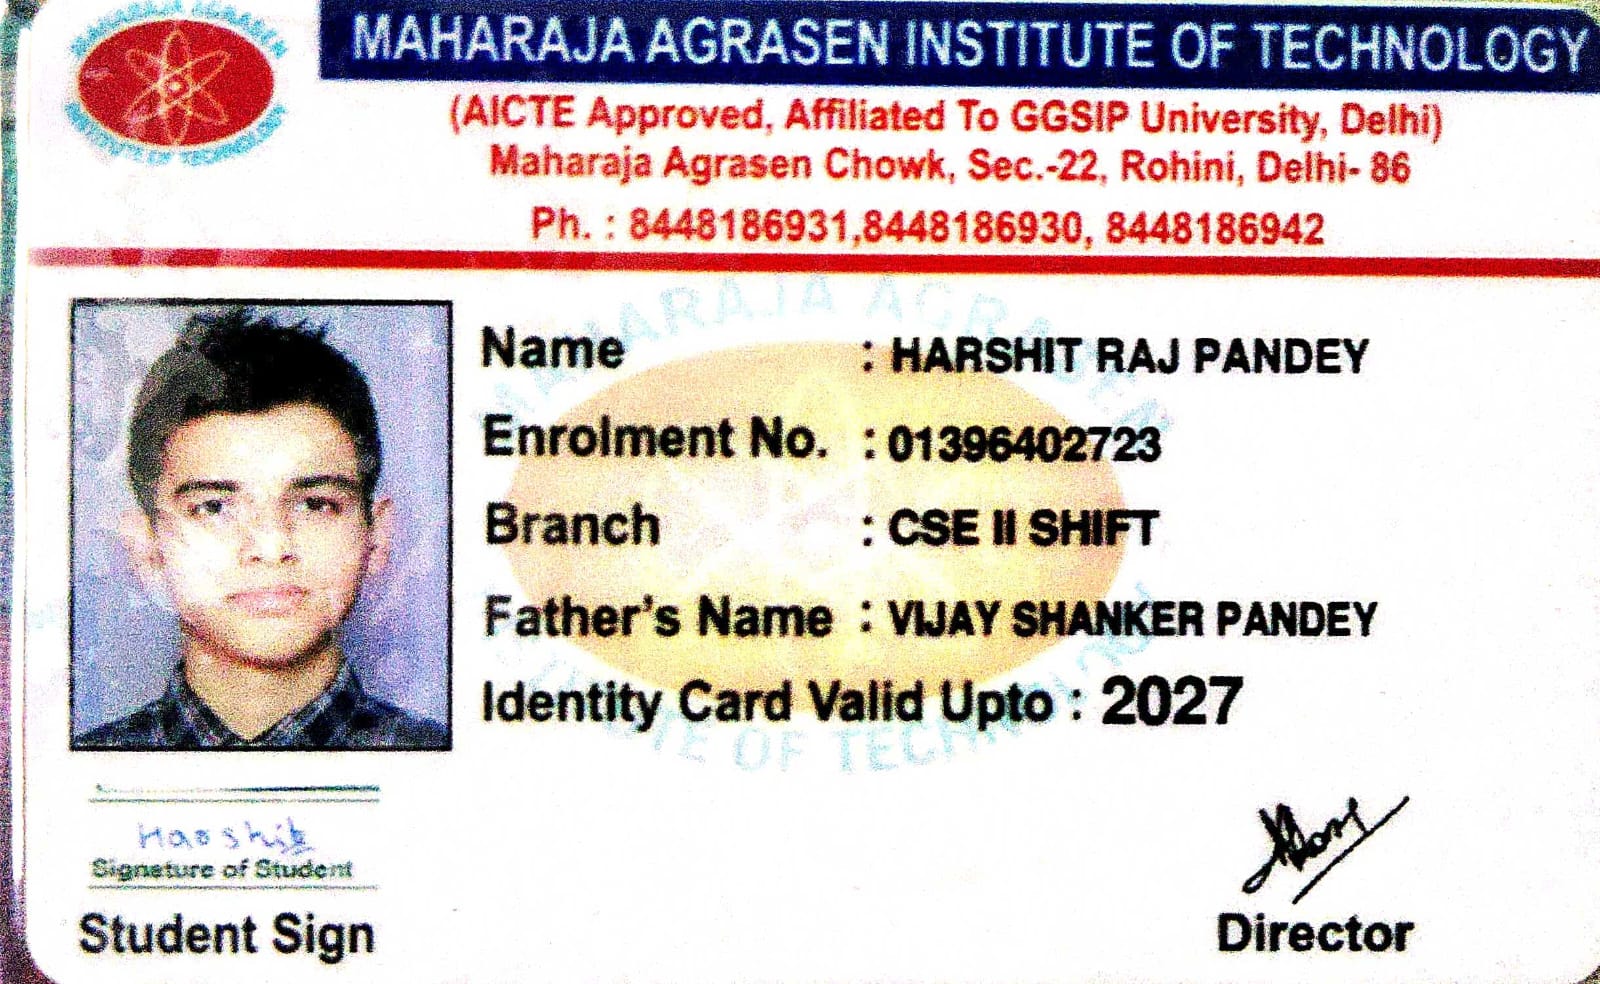 MAHARAJA AGRASEN INSTITUTE OF TECHNOLOGY
(AICTE Approved, Affiliated To GGSIP University, Delhi)
Maharaja Agrasen Chowk, Sec.-22, Rohini, Delhi- 86
Ph. : 8448186931,8448186930, 8448186942
Name : HARSHIT RAJ PANDEY
Enrolment No. : 01396402723
Branch : CSE II SHIFT
Father's Name : VIJAY SHANKER PANDEY
Identity Card Valid Upto : 2027
Harshit
Signature of Student
Student Sign
Director